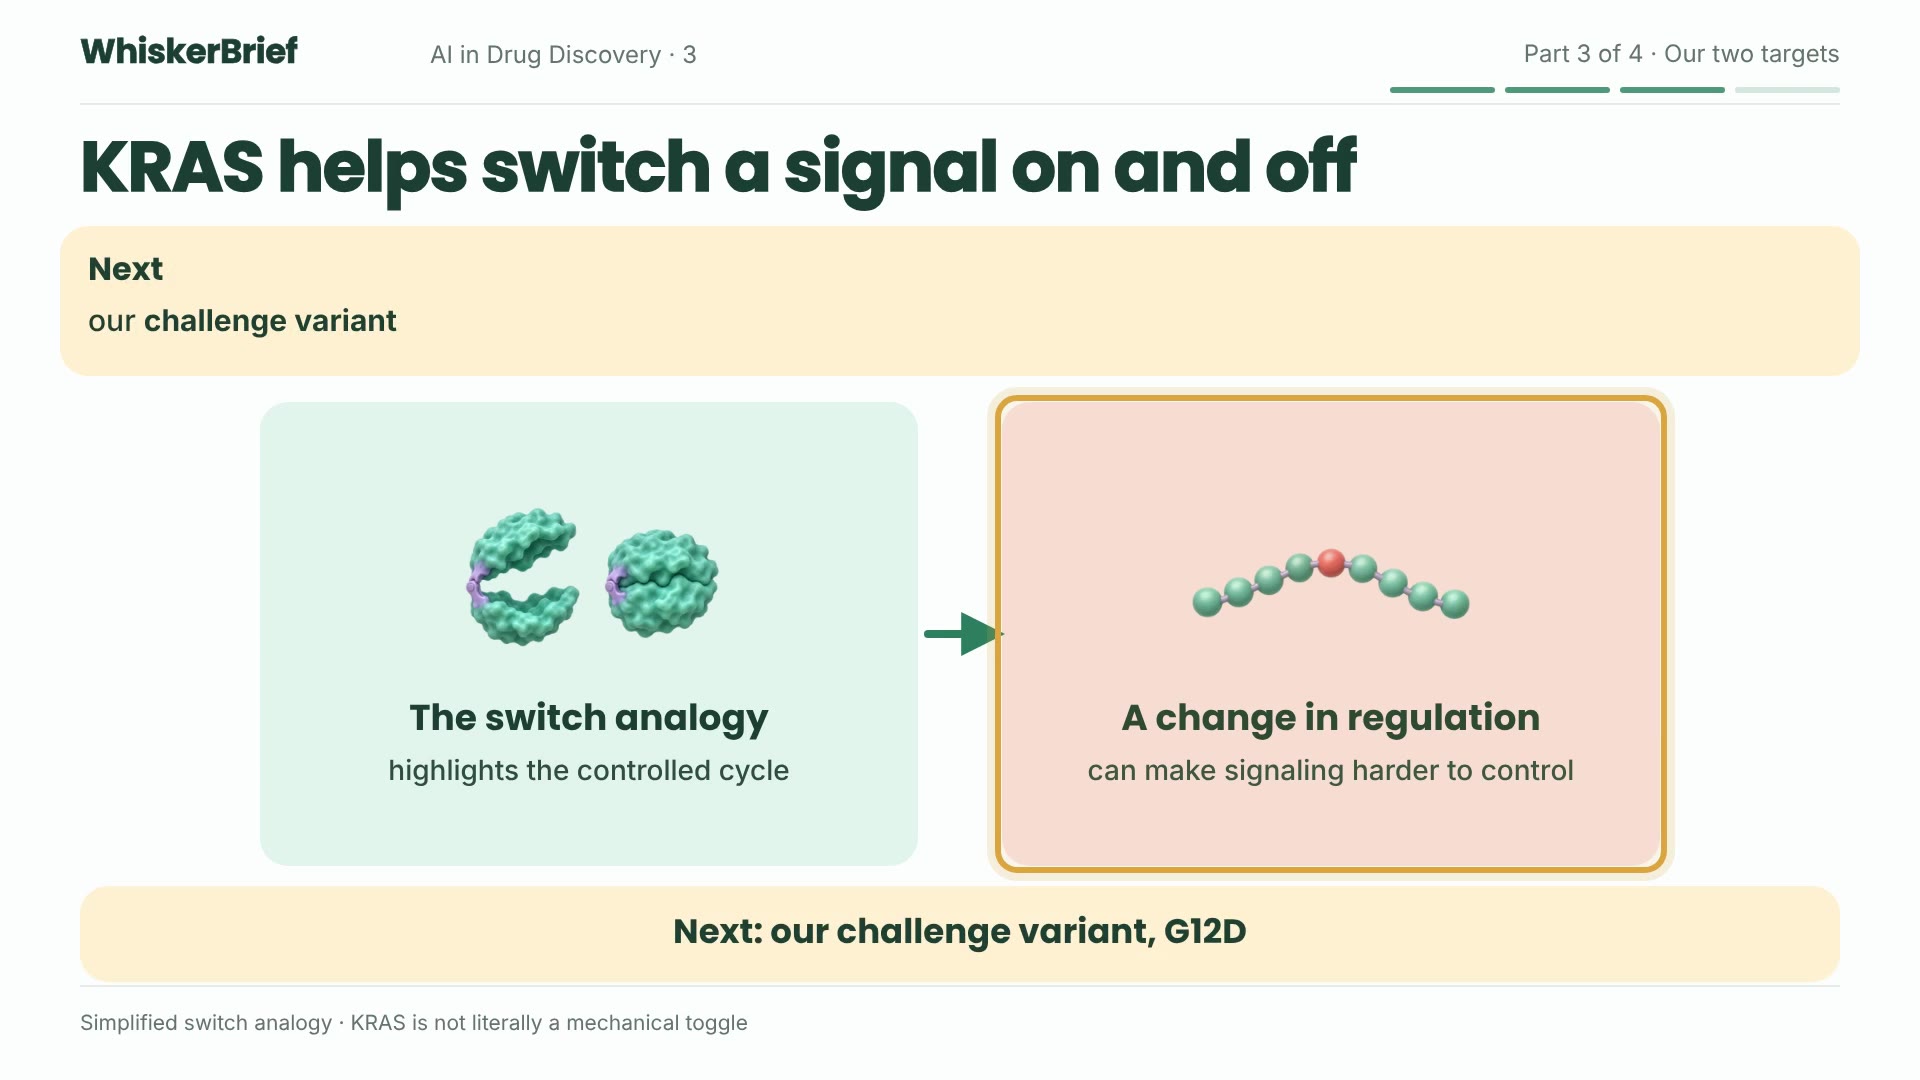 WhiskerBrief
AI in Drug Discovery · 3
Part 3 of 4 · Our two targets
KRAS helps switch a signal on and off
Next
our challenge variant
The switch analogy
highlights the controlled cycle
A change in regulation
can make signaling harder to control
Next: our challenge variant, G12D
Simplified switch analogy · KRAS is not literally a mechanical toggle